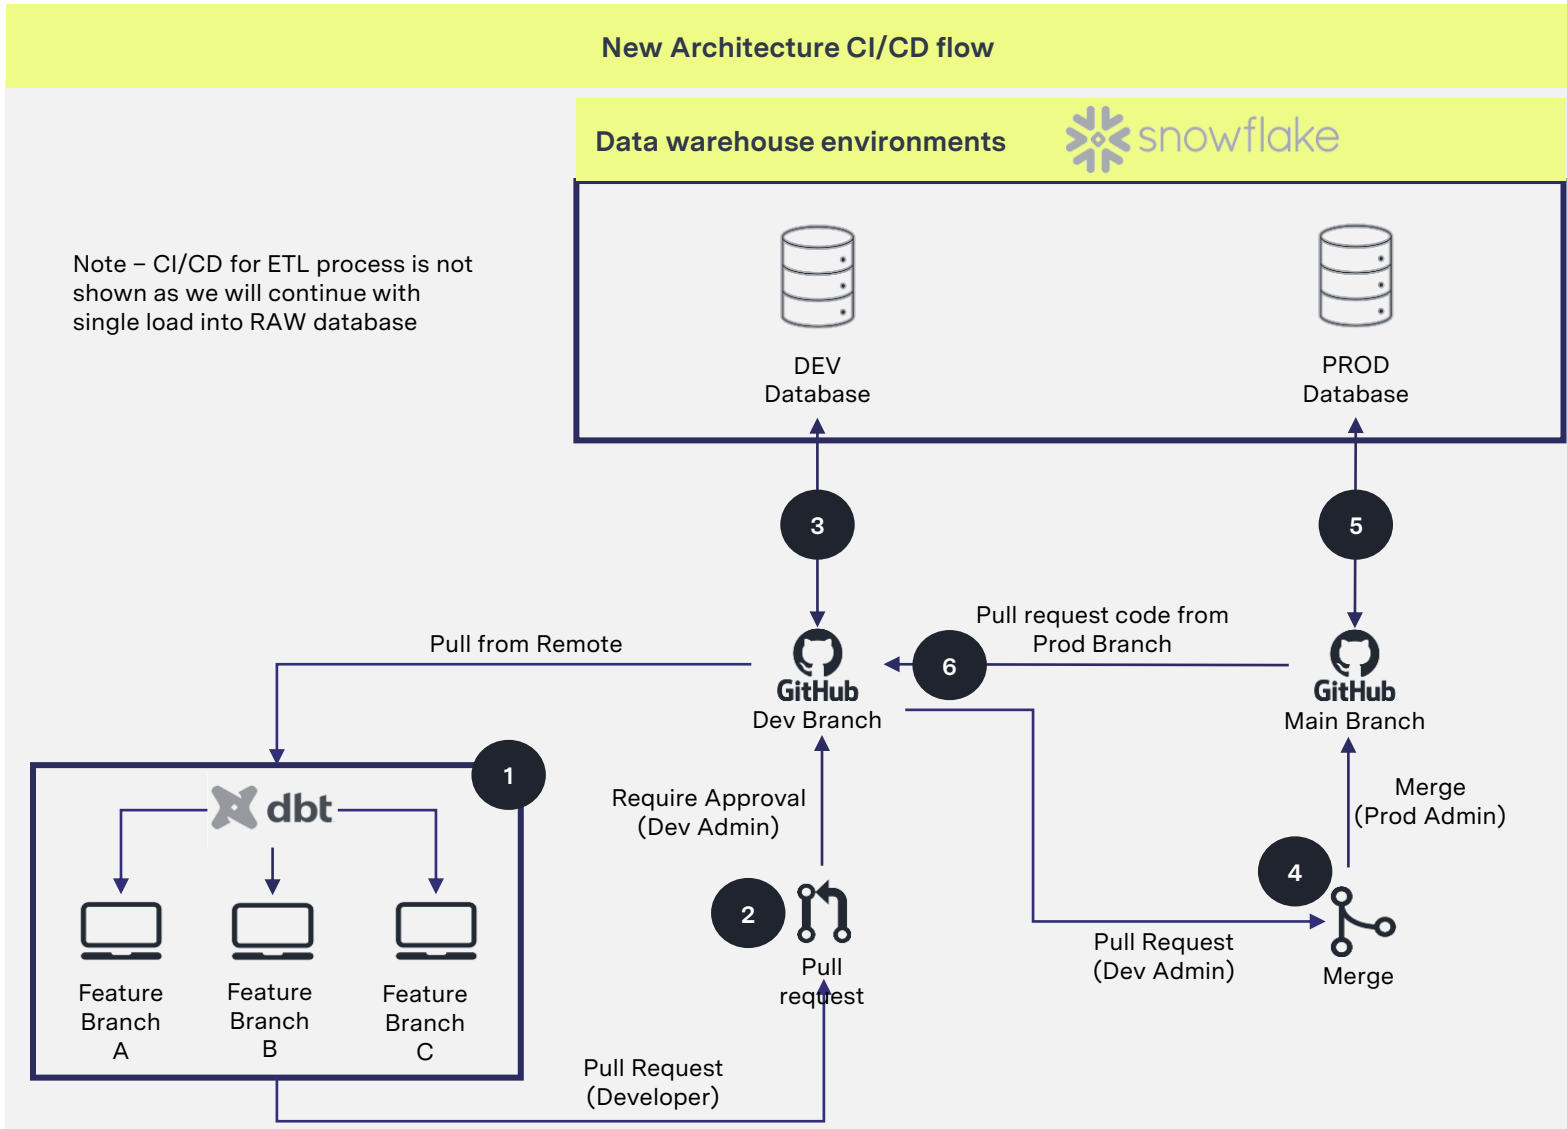 New Architecture CI/CD flow
Data warehouse environments
snowflake
Note – CI/CD for ETL process is not
shown as we will continue with
single load into RAW database
DEV
Database
PROD
Database
3
5
Pull from Remote
Pull request code from
Prod Branch
6
GitHub
Dev Branch
GitHub
Main Branch
1
dbt
Require Approval
(Dev Admin)
Merge
(Prod Admin)
2
4
Pull
request
Pull Request
(Dev Admin)
Merge
Feature
Branch
A
Feature
Branch
B
Feature
Branch
C
Pull Request
(Developer)